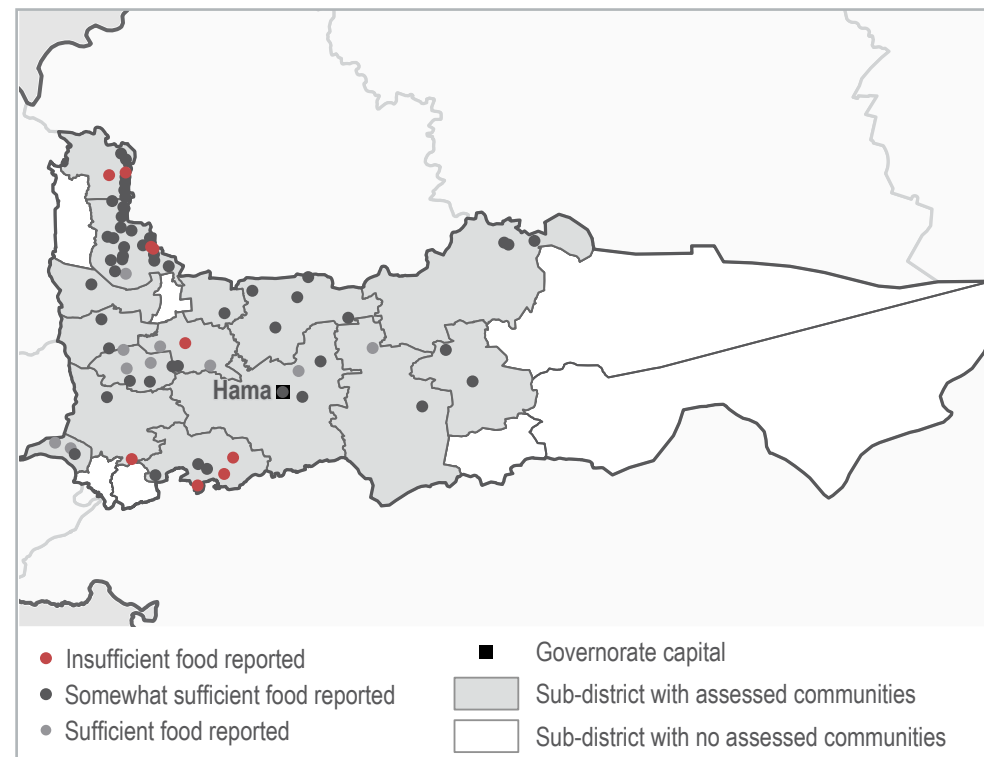 Hama
Insufficient food reported
Somewhat sufficient food reported
Sufficient food reported
Governorate capital
Sub-district with assessed communities
Sub-district with no assessed communities